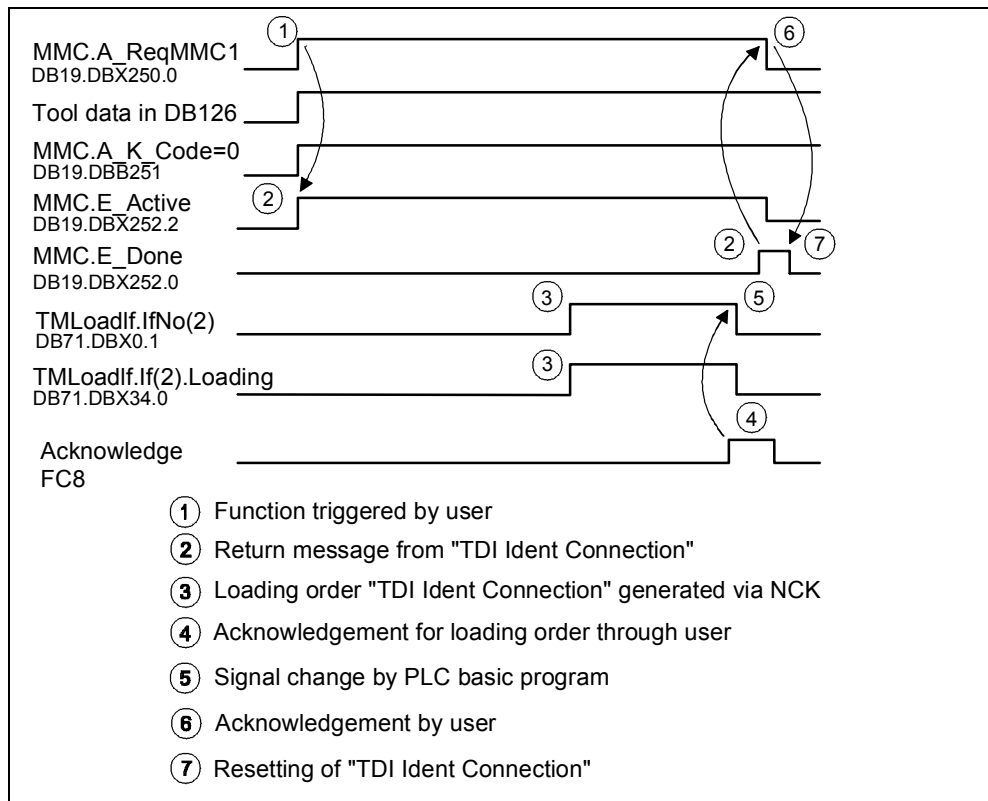 1
6
MMC.A_ReqMMC1
DB19.DBX250.0
Tool data in DB126
MMC.A_K_Code=0
DB19.DBB251
MMC.E_Active
DB19.DBX252.2
2
MMC.E_Done
DB19.DBX252.0
2
7
3
5
TMLoadIf.IfNo(2)
DB71.DBX0.1
3
TMLoadIf.If(2).Loading
DB71.DBX34.0
4
Acknowledge
FC8
1 Function triggered by user
2 Return message from "TDI Ident Connection"
3 Loading order "TDI Ident Connection" generated via NCK
4 Acknowledgement for loading order through user
5 Signal change by PLC basic program
6 Acknowledgement by user
7 Resetting of "TDI Ident Connection"